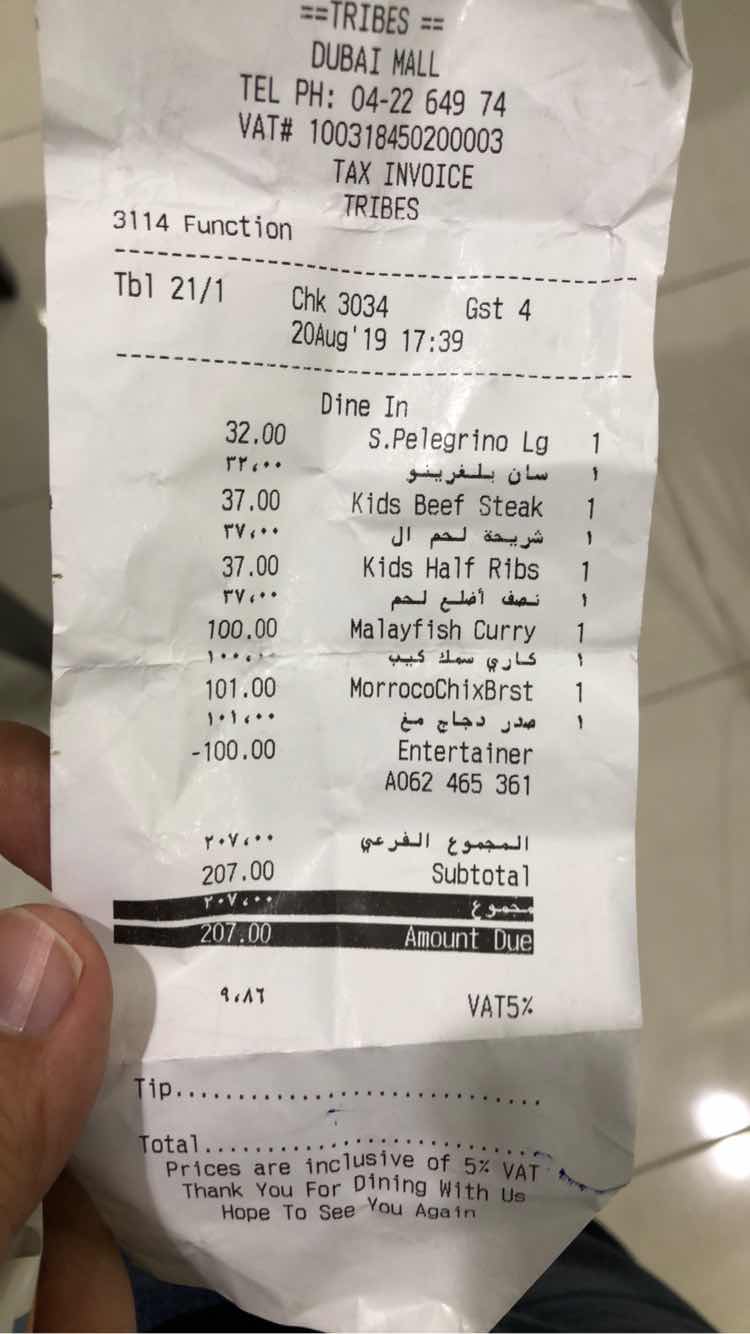 ==TRIBES ==
DUBAI MALL
TEL PH: 04-22 649 74
VAT# 100318450200003
TAX INVOICE
TRIBES
3114 Function
Tbl 21/1 Chk 3034 Gst 4
20Aug'19 17:39
Dine In
32.00 S.Pelegrino Lg 1
٣٢،٠٠ سان بلغرينو ١
37.00 Kids Beef Steak 1
٣٧،٠٠ شريحة لحم ال ١
37.00 Kids Half Ribs 1
٣٧،٠٠ نصف أضلع لحم ١
100.00 Malayfish Curry 1
١٠٠،٠٠ كاري سمك كيب ١
101.00 MorrocoChixBrst 1
١٠١،٠٠ صدر دجاج مغ ١
-100.00 Entertainer
A062 465 361
٢٠٧،٠٠ المجموع الفرعي
207.00 Subtotal
٢٠٧،٠٠ مجموع
207.00 Amount Due
٩،٨٦ VAT5%
Tip..............................
Total............................
Prices are inclusive of 5% VAT
Thank You For Dining With Us
Hope To See You Again